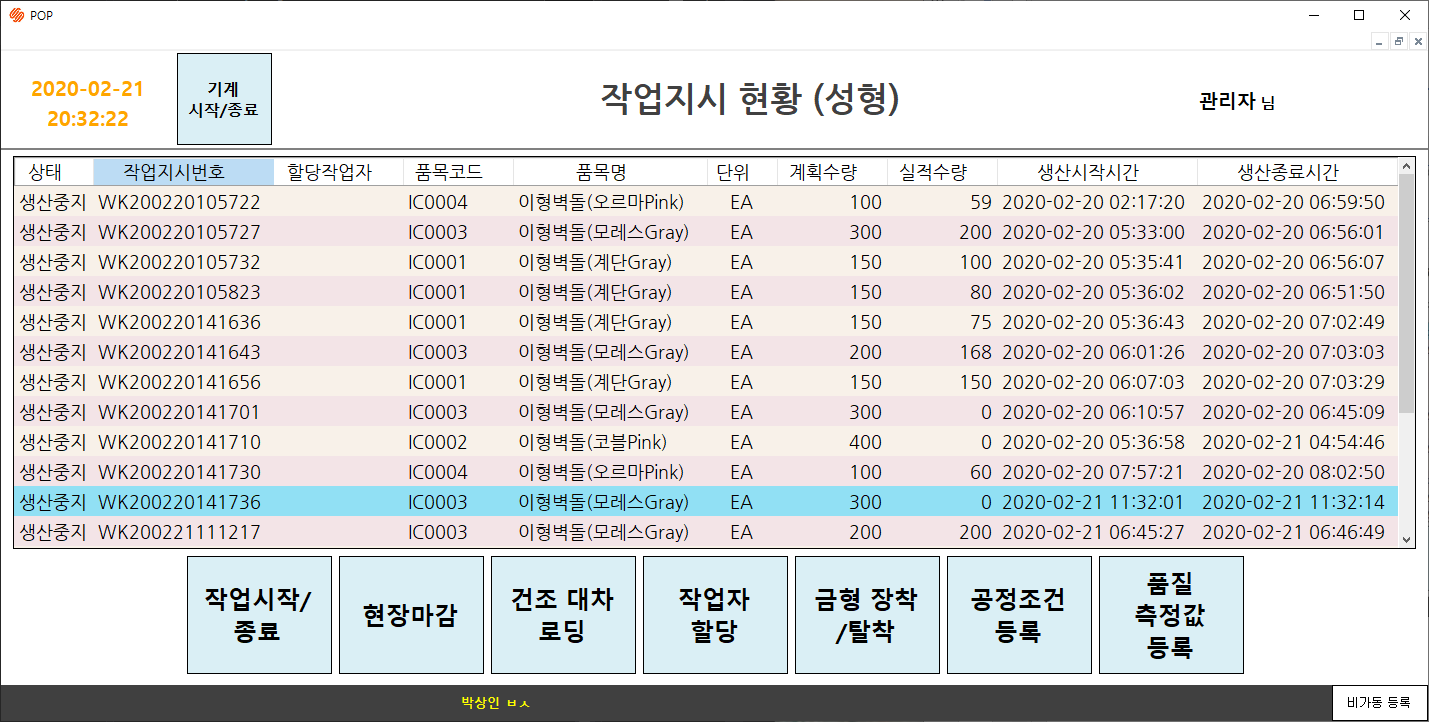 POP
2020-02-21
20:32:22
기계
시작/종료
작업지시 현황 (성형)
관리자 님
상태 작업지시번호 할당작업자 품목코드 품목명 단위 계획수량 실적수량 생산시작시간 생산종료시간
생산중지 WK200220105722 IC0004 이형벽돌(오르마Pink) EA 100 59 2020-02-20 02:17:20 2020-02-20 06:59:50
생산중지 WK200220105727 IC0003 이형벽돌(모레스Gray) EA 300 200 2020-02-20 05:33:00 2020-02-20 06:56:01
생산중지 WK200220105732 IC0001 이형벽돌(계단Gray) EA 150 100 2020-02-20 05:35:41 2020-02-20 06:56:07
생산중지 WK200220105823 IC0001 이형벽돌(계단Gray) EA 150 80 2020-02-20 05:36:02 2020-02-20 06:51:50
생산중지 WK200220141636 IC0001 이형벽돌(계단Gray) EA 150 75 2020-02-20 05:36:43 2020-02-20 07:02:49
생산중지 WK200220141643 IC0003 이형벽돌(모레스Gray) EA 200 168 2020-02-20 06:01:26 2020-02-20 07:03:03
생산중지 WK200220141656 IC0001 이형벽돌(계단Gray) EA 150 150 2020-02-20 06:07:03 2020-02-20 07:03:29
생산중지 WK200220141701 IC0003 이형벽돌(모레스Gray) EA 300 0 2020-02-20 06:10:57 2020-02-20 06:45:09
생산중지 WK200220141710 IC0002 이형벽돌(코블Pink) EA 400 0 2020-02-20 05:36:58 2020-02-21 04:54:46
생산중지 WK200220141730 IC0004 이형벽돌(오르마Pink) EA 100 60 2020-02-20 07:57:21 2020-02-20 08:02:50
생산중지 WK200220141736 IC0003 이형벽돌(모레스Gray) EA 300 0 2020-02-21 11:32:01 2020-02-21 11:32:14
생산중지 WK200221111217 IC0003 이형벽돌(모레스Gray) EA 200 200 2020-02-21 06:45:27 2020-02-21 06:46:49
작업시작/
종료
현장마감
건조 대차
로딩
작업자
할당
금형 장착
/탈착
공정조건
등록
품질
측정값
등록
박상인 ㅂㅅ
비가동 등록